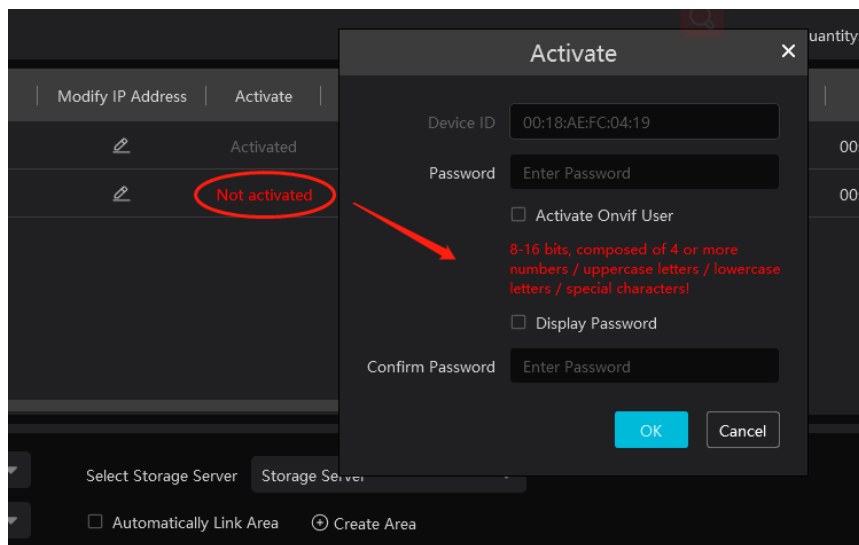 uantity
Activate
Modify IP Address
Activate
Device ID
00:18:AE:FC:04:19
Activated
00
Password
Enter Password
Not activated
00
Activate Onvif User
8-16 bits, composed of 4 or more
numbers / uppercase letters / lowercase
letters / special characters!
Display Password
Confirm Password
Enter Password
OK
Cancel
Select Storage Server
Storage Server
Automatically Link Area
Create Area